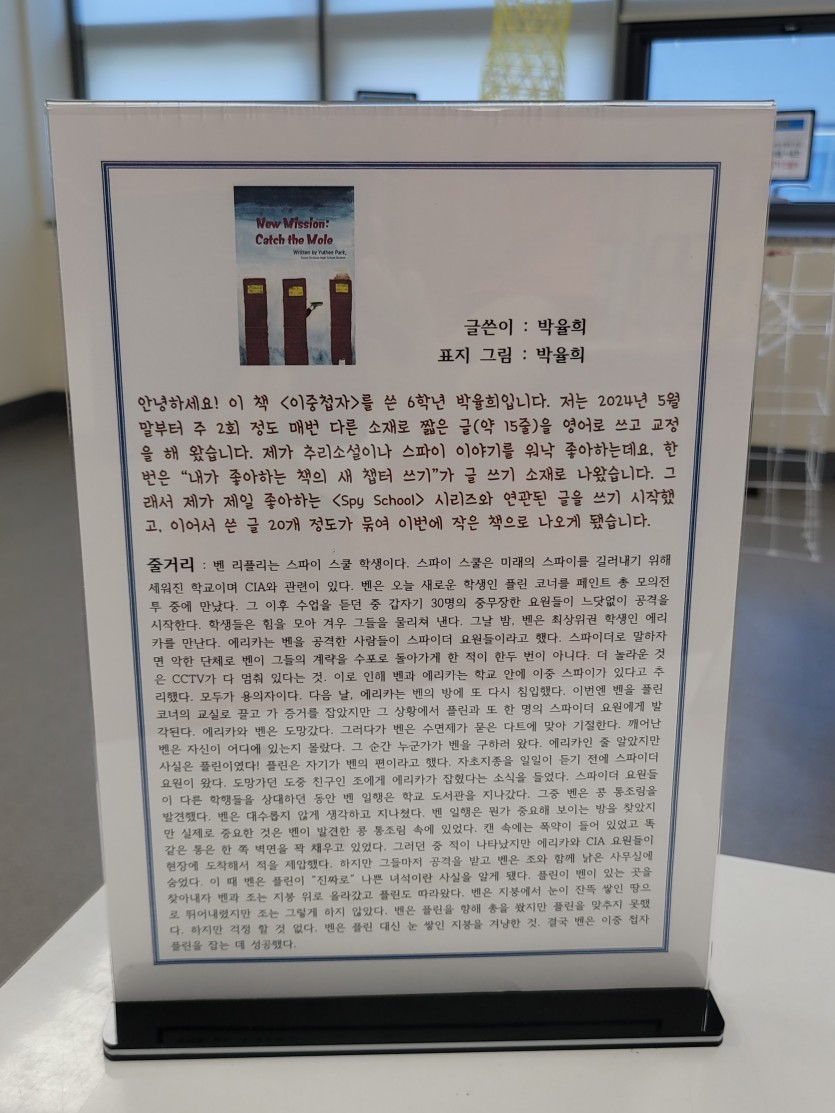 New Mission:
Catch the Mole
Written by Yulhee Park,
글쓴이 : 박율희
표지 그림 : 박율희
안녕하세요! 이 책 <이중첩자>를 쓴 6학년 박율희입니다. 저는 2024년 5월
말부터 주 2회 정도 매번 다른 소재로 짧은 글(약 15줄)을 영어로 쓰고 교정
을 해 왔습니다. 제가 추리소설이나 스파이 이야기를 워낙 좋아하는데요, 한
번은 “내가 좋아하는 책의 새 챕터 쓰기”가 글 쓰기 소재로 나왔습니다. 그
래서 제가 제일 좋아하는 <Spy School> 시리즈와 연관된 글을 쓰기 시작했
고, 이어서 쓴 글 20개 정도가 묶여 이번에 작은 책으로 나오게 됐습니다.
줄거리 : 벤 리플리는 스파이 스쿨 학생이다. 스파이 스쿨은 미래의 스파이를 길러내기 위해
세워진 학교이며 CIA와 관련이 있다. 벤은 오늘 새로운 학생인 플린 코너를 페인트 총 모의전
투 중에 만났다. 그 이후 수업을 듣던 중 갑자기 30명의 중무장한 요원들이 느닷없이 공격을
시작한다. 학생들은 힘을 모아 겨우 그들을 물리쳐 낸다. 그날 밤, 벤은 최상위권 학생인 에리
카를 만난다. 에리카는 벤을 공격한 사람들이 스파이더 요원들이라고 했다. 스파이더로 말하자
면 악한 단체로 벤이 그들의 계략을 수포로 돌아가게 한 적이 한두 번이 아니다. 더 놀라운 것
은 CCTV가 다 멈춰 있다는 것. 이로 인해 벤과 에리카는 학교 안에 이중 스파이가 있다고 추
리했다. 모두가 용의자이다. 다음 날, 에리카는 벤의 방에 또 다시 침입했다. 이번엔 벤을 플린
코너의 교실로 끌고 가 증거를 잡았지만 그 상황에서 플린과 또 한 명의 스파이더 요원에게 발
각된다. 에리카와 벤은 도망갔다. 그러다가 벤은 수면제가 묻은 다트에 맞아 기절한다. 깨어난
벤은 자신이 어디에 있는지 몰랐다. 그 순간 누군가가 벤을 구하러 왔다. 에리카인 줄 알았지만
사실은 플린이였다! 플린은 자기가 벤의 편이라고 했다. 자초지종을 일일이 듣기 전에 스파이더
요원이 왔다. 도망가던 도중 친구인 조에게 에리카가 잡혔다는 소식을 들었다. 스파이더 요원들
이 다른 학행들을 상대하던 동안 벤 일행은 학교 도서관을 지나갔다. 그중 벤은 콩 통조림을
발견했다. 벤은 대수롭지 않게 생각하고 지나쳤다. 벤 일행은 뭔가 중요해 보이는 방을 찾았지
만 실제로 중요한 것은 벤이 발견한 콩 통조림 속에 있었다. 캔 속에는 폭약이 들어 있었고 똑
같은 통은 한 쪽 벽면을 꽉 채우고 있었다. 그러던 중 적이 나타났지만 에리카와 CIA 요원들이
현장에 도착해서 적을 제압했다. 하지만 그들마저 공격을 받고 벤은 조와 함께 낡은 사무실에
숨었다. 이 때 벤은 플린이 “진짜로” 나쁜 녀석이란 사실을 알게 됐다. 플린이 벤이 있는 곳을
찾아내자 벤과 조는 지붕 위로 올라갔고 플린도 따라왔다. 벤은 지붕에서 눈이 잔뜩 쌓인 땅으
로 뛰어내렸지만 조는 그렇게 하지 않았다. 벤은 플린을 향해 총을 쐈지만 플린을 맞추지 못했
다. 하지만 걱정 할 것 없다. 벤은 플린 대신 눈 쌓인 지붕을 겨냥한 것. 결국 벤은 이중 첩자
플린을 잡는 데 성공했다.